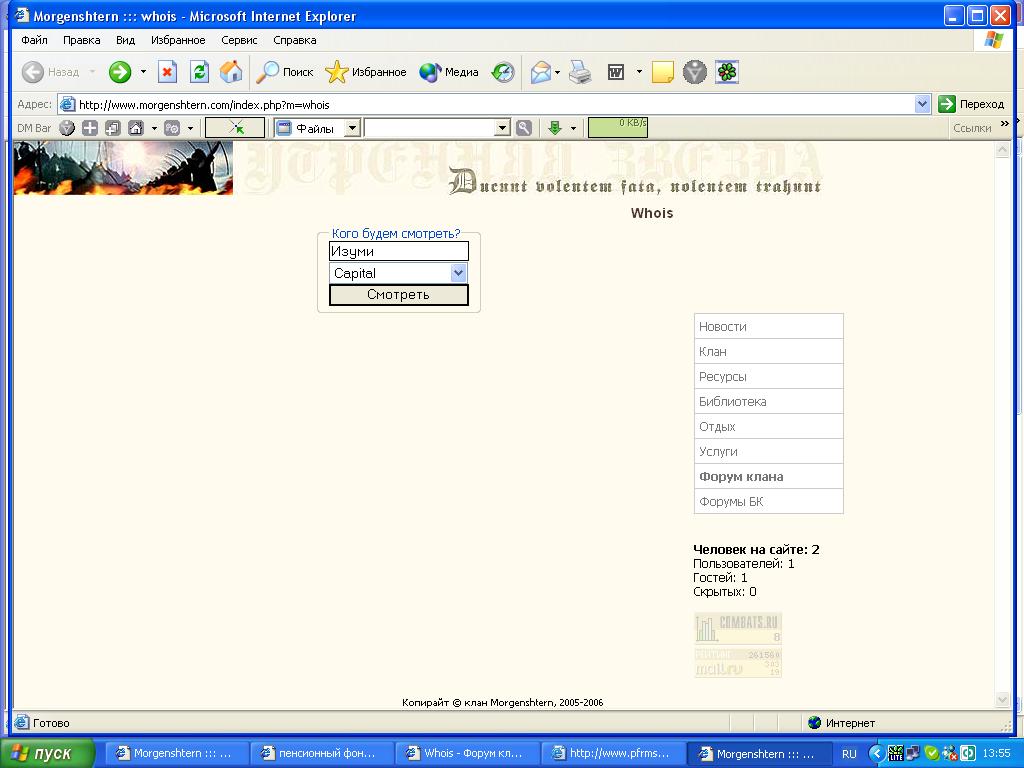 Morgenshtern ::: whois - Microsoft Internet Explorer
Файл Правка Вид Избранное Сервис Справка
Назад Поиск Избранное Медиа
Адрес: http://www.morgenshtern.com/index.php?m=whois Переход
DM Bar Файлы 0 KB/s Ссылки »
УТРЕННЯЯ ЗВЕЗДА
Ducunt volentem fata, nolentem trahunt
Whois
Кого будем смотреть?
Изуми
Capital
Смотреть
Новости
Клан
Ресурсы
Библиотека
Отдых
Услуги
Форум клана
Форумы БК
Человек на сайте: 2
Пользователей: 1
Гостей: 1
Скрытых: 0
COMBATS.RU
8
РЕЙТИНГ 261560
mail.ru
19
Копирайт © клан Morgenshtern, 2005-2006
Готово Интернет
пуск Morgenshtern ::: ... пенсионный фон... Whois - Форум кл... http://www.pfrms... Morgenshtern ::: ... RU LITE 13:55